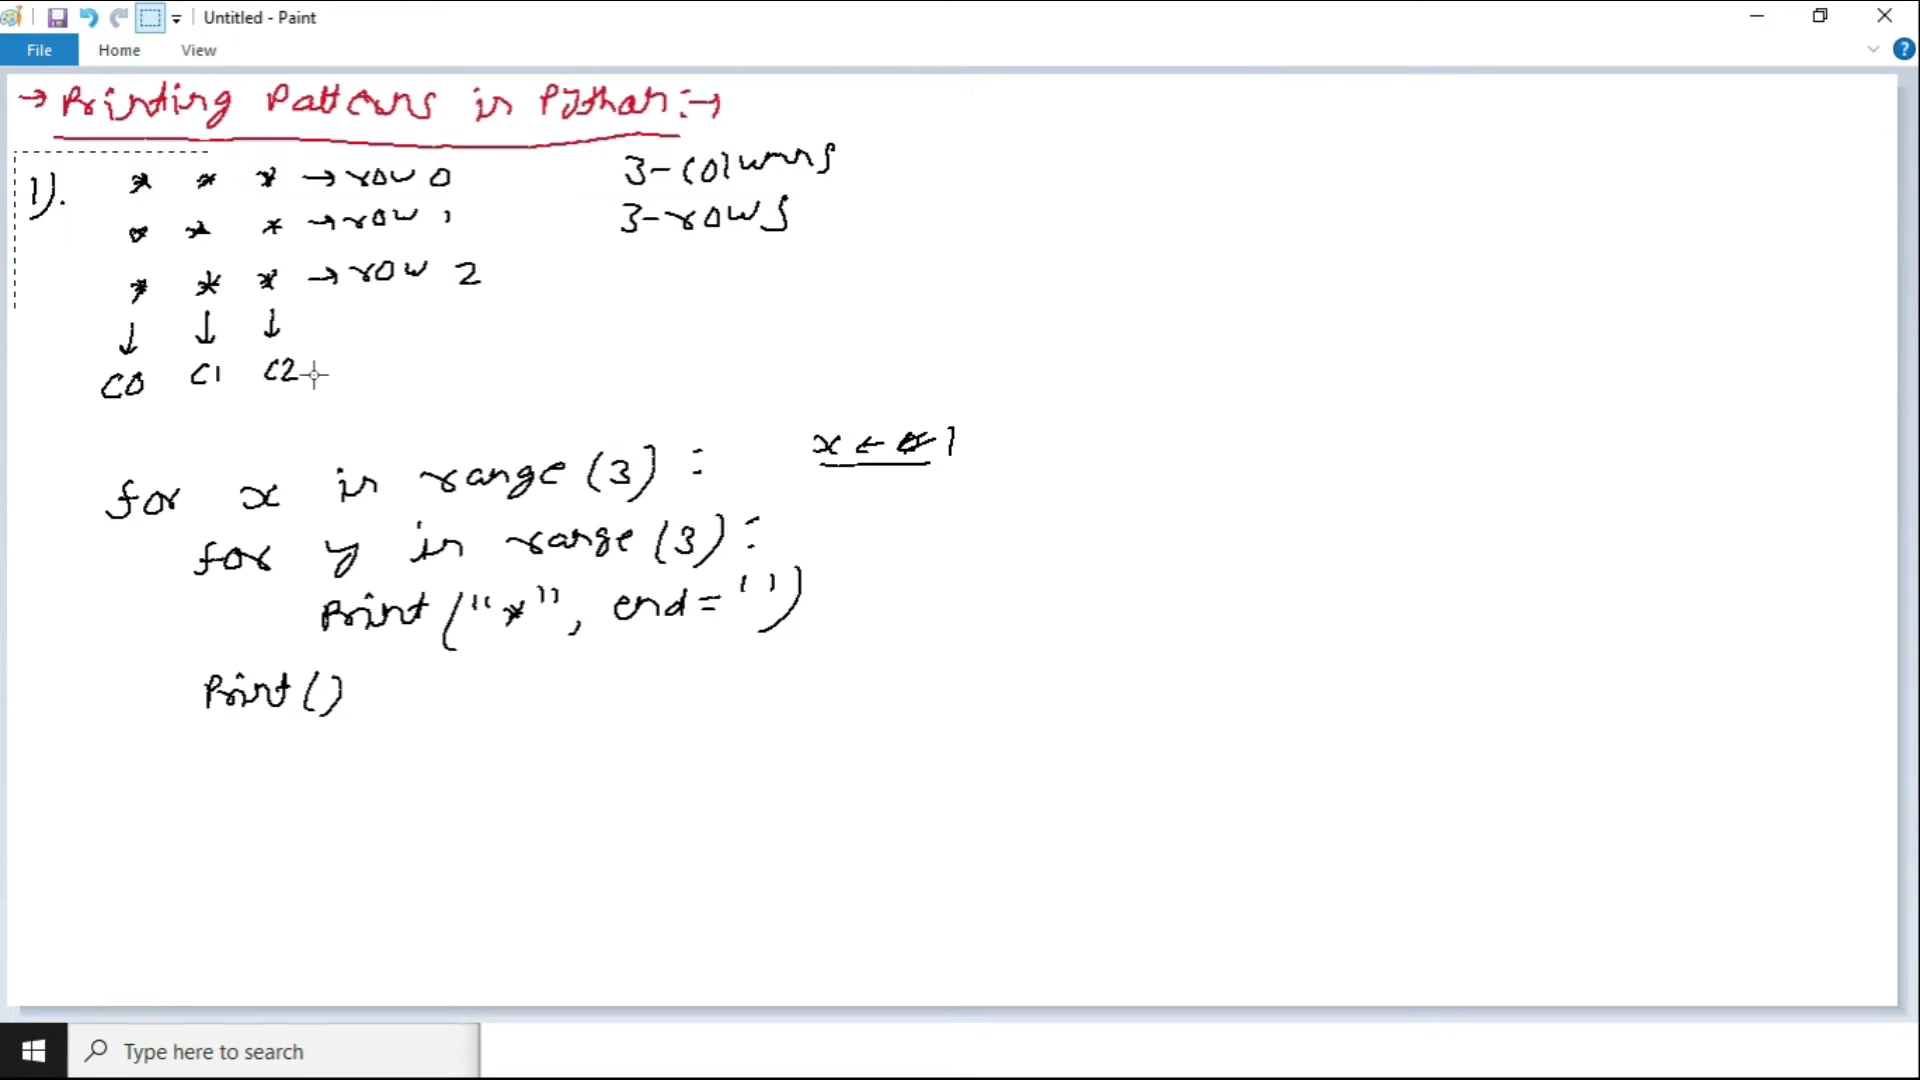 Untitled - Paint
File Home View
→ Printing Patterns in Python:→
1). * * * → row 0
* * * → row 1
* * * → row 2
↓ ↓ ↓
C0 C1 C2
3-columns
3-rows
for x in range(3):
for y in range(3):
Print("*", end='')
Print()
x ← 0 1
Type here to search